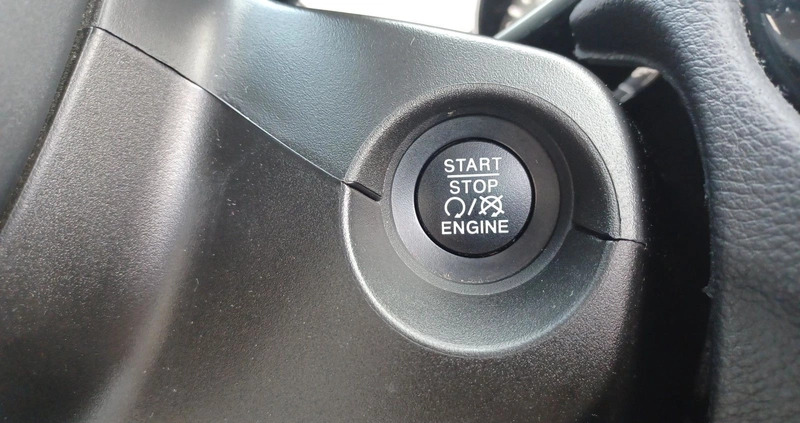 START
STOP
/
ENGINE